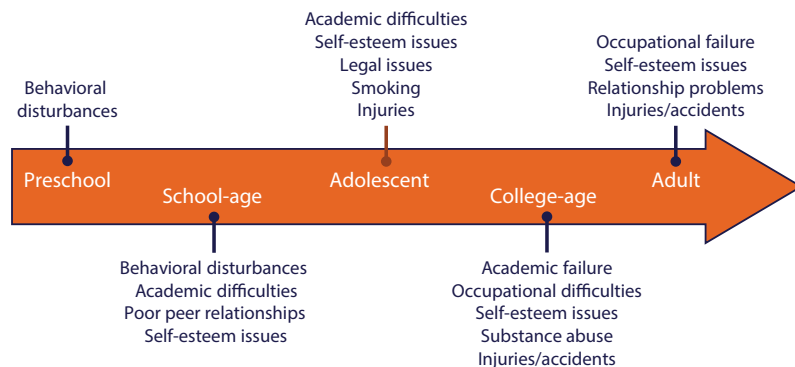 Behavioral
disturbances
Preschool
Behavioral disturbances
Academic difficulties
Poor peer relationships
Self-esteem issues
School-age
Academic difficulties
Self-esteem issues
Legal issues
Smoking
Injuries
Adolescent
Academic failure
Occupational difficulties
Self-esteem issues
Substance abuse
Injuries/accidents
College-age
Occupational failure
Self-esteem issues
Relationship problems
Injuries/accidents
Adult